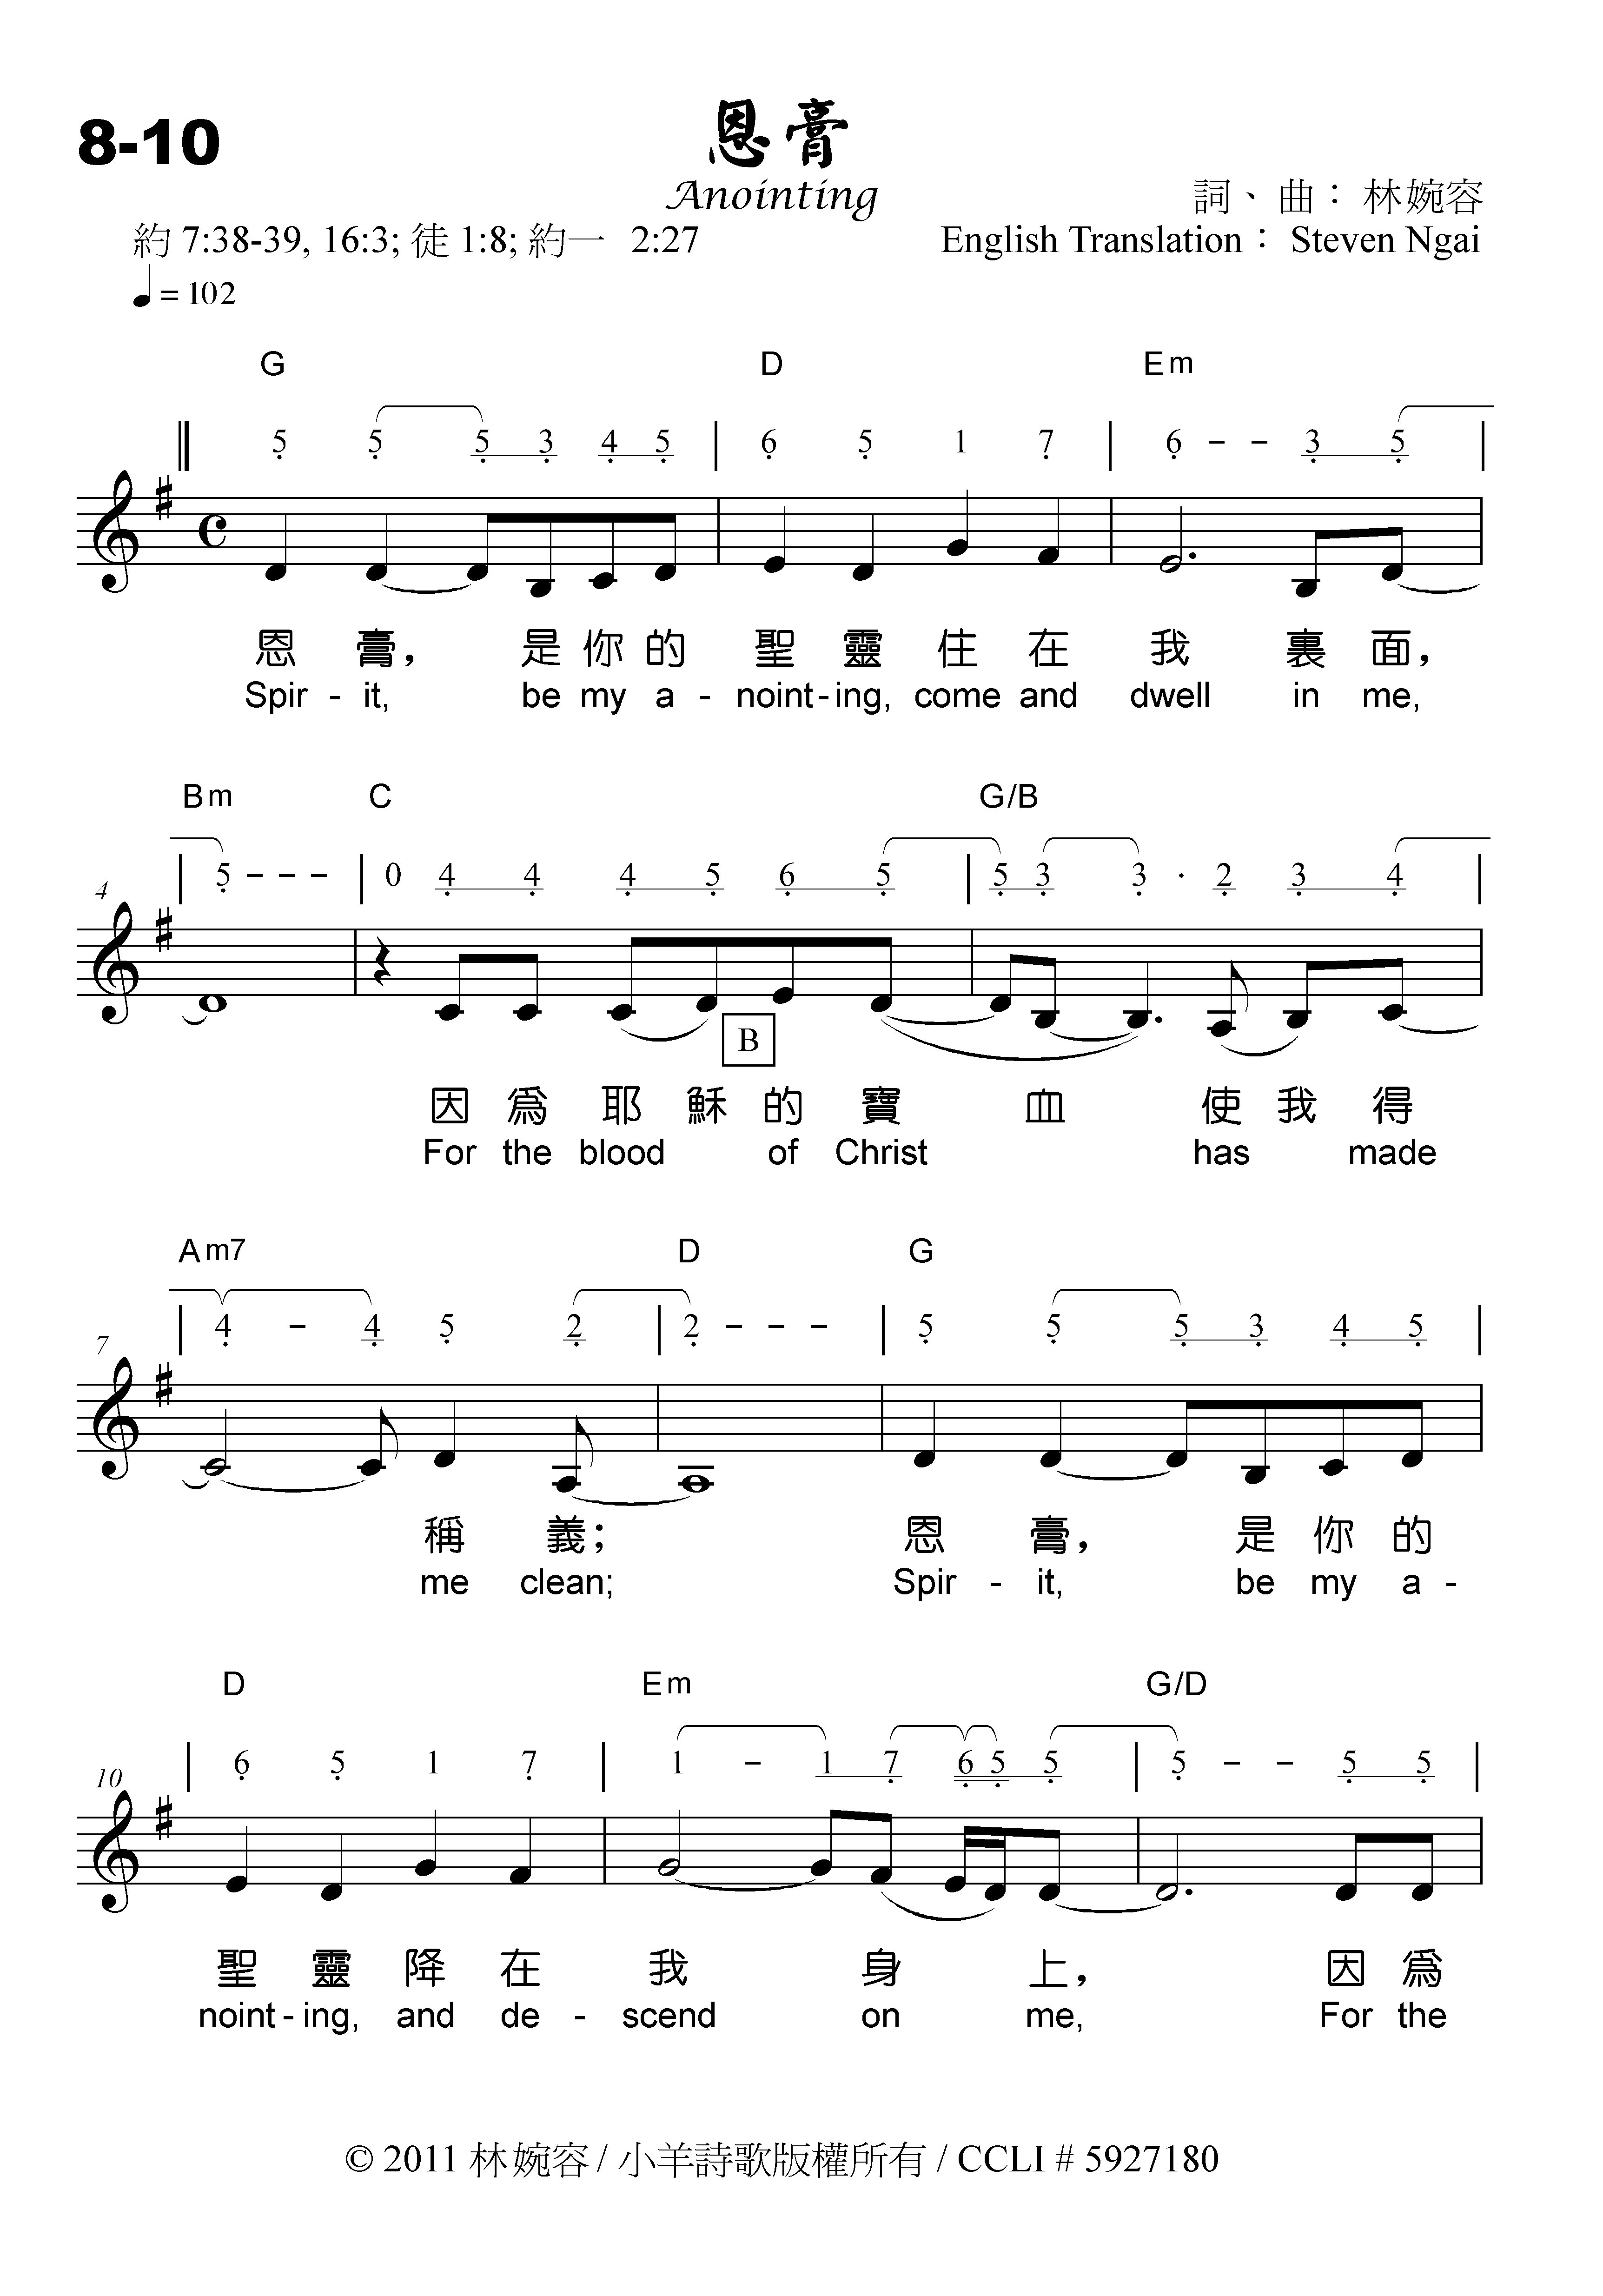 8-10
恩膏
Anointing
詞、曲：林婉容
約 7:38-39, 16:3; 徒 1:8; 約一 2:27
English Translation： Steven Ngai
♩ = 102
G D Em
5 5 5 3 4 5 | 6 5 1 7 | 6 - - 3 5 |
恩 膏， 是 你 的 聖 靈 住 在 我 裏 面，
Spir - it, be my a - noint - ing, come and dwell in me,
Bm C G/B
4
| 5 - - - | 0 4 4 4 5 6 5 | 5 3 3 · 2 3 4 |
B
因 爲 耶 穌 的 寶 血 使 我 得
For the blood of Christ has made
Am7 D G
7
| 4 - 4 5 2 | 2 - - - | 5 5 5 3 4 5 |
稱 義； 恩 膏， 是 你 的
me clean; Spir - it, be my a -
D Em G/D
10
| 6 5 1 7 | 1 - 1 7 6 5 5 | 5 - - 5 5 |
聖 靈 降 在 我 身 上， 因 爲
noint - ing, and de - scend on me, For the
© 2011 林婉容 / 小羊詩歌版權所有 / CCLI # 5927180